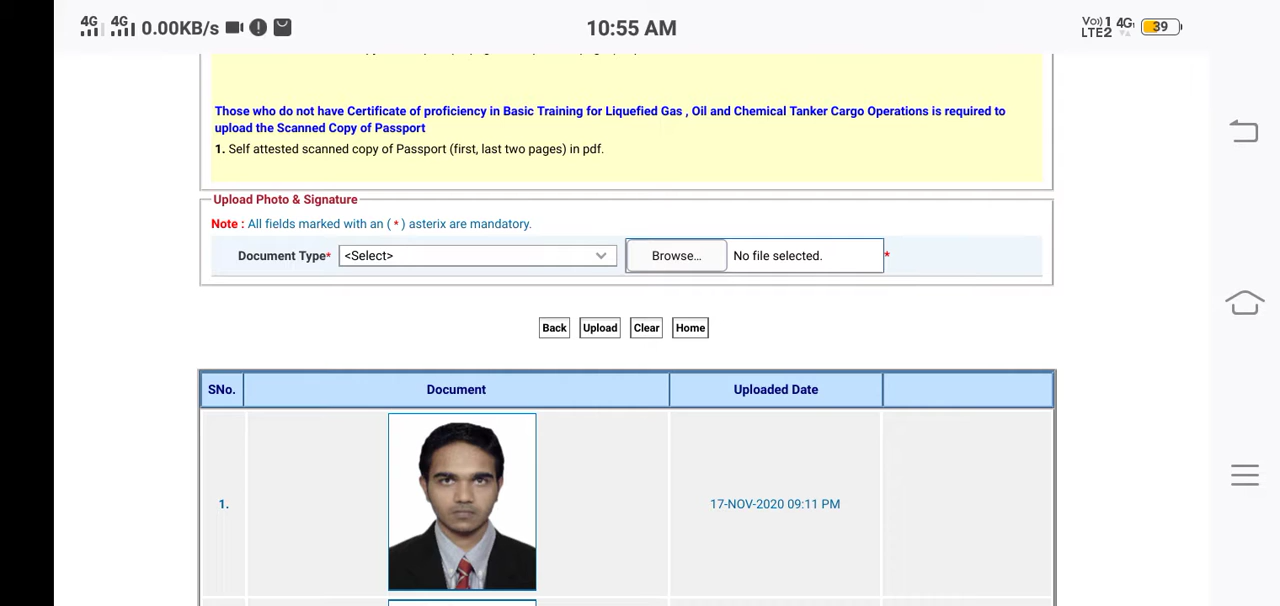 4G 4G 0.00KB/s 10:55 AM Vo)) 1 4G
LTE2 39
Those who do not have Certificate of proficiency in Basic Training for Liquefied Gas , Oil and Chemical Tanker Cargo Operations is required to
upload the Scanned Copy of Passport
1. Self attested scanned copy of Passport (first, last two pages) in pdf.
Upload Photo & Signature
Note : All fields marked with an ( * ) asterix are mandatory.
Document Type* <Select> Browse... No file selected. *
Back Upload Clear Home
SNo. Document Uploaded Date
1. 17-NOV-2020 09:11 PM